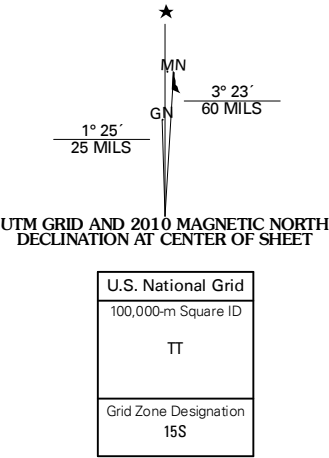 MN
3° 23´
60 MILS
GN
1° 25´
25 MILS
UTM GRID AND 2010 MAGNETIC NORTH
DECLINATION AT CENTER OF SHEET
U.S. National Grid
100,000-m Square ID
TT
Grid Zone Designation
15S